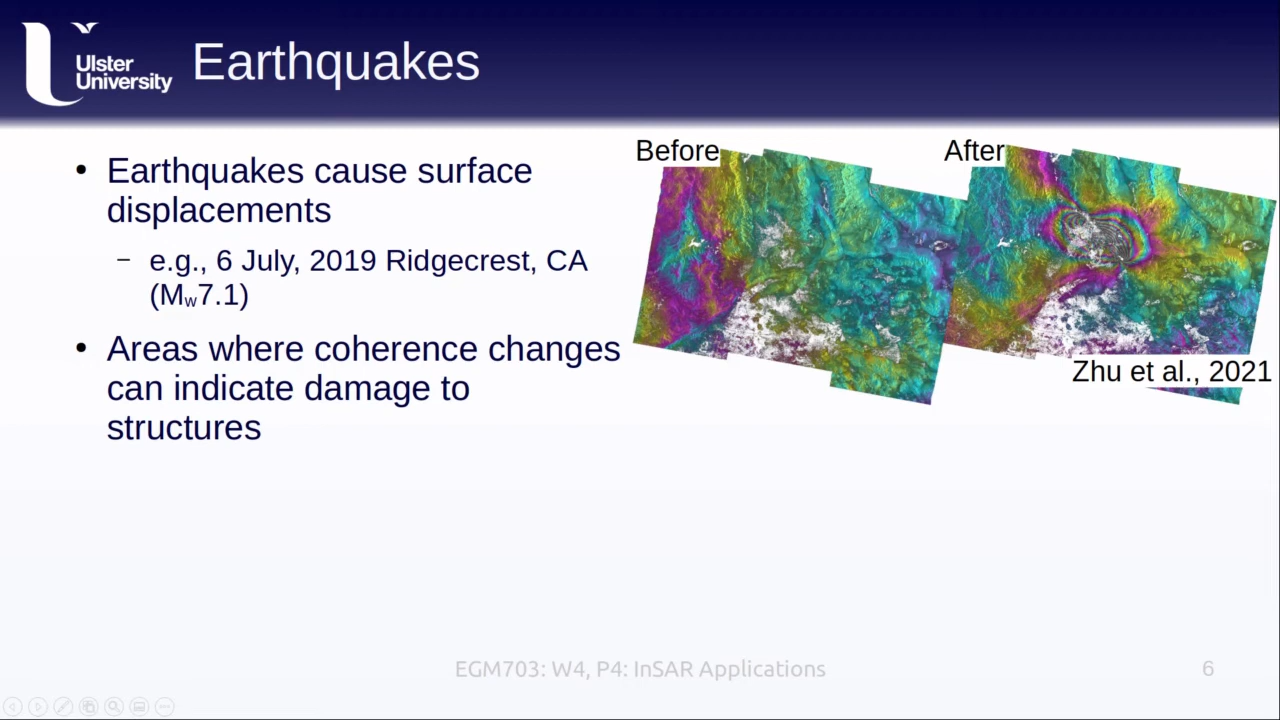 Ulster
University
Earthquakes
• Earthquakes cause surface
displacements
– e.g., 6 July, 2019 Ridgecrest, CA
(Mw7.1)
• Areas where coherence changes
can indicate damage to
structures
Before
After
Zhu et al., 2021
EGM703: W4, P4: InSAR Applications
6